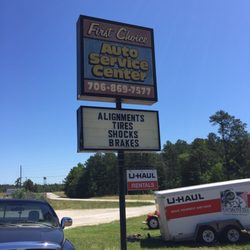 First Choice
Auto
Service
Center
706-869-7577
ALIGNMENTS
TIRES
SHOCKS
BRAKES
U-HAUL
RENTALS
U-HAUL